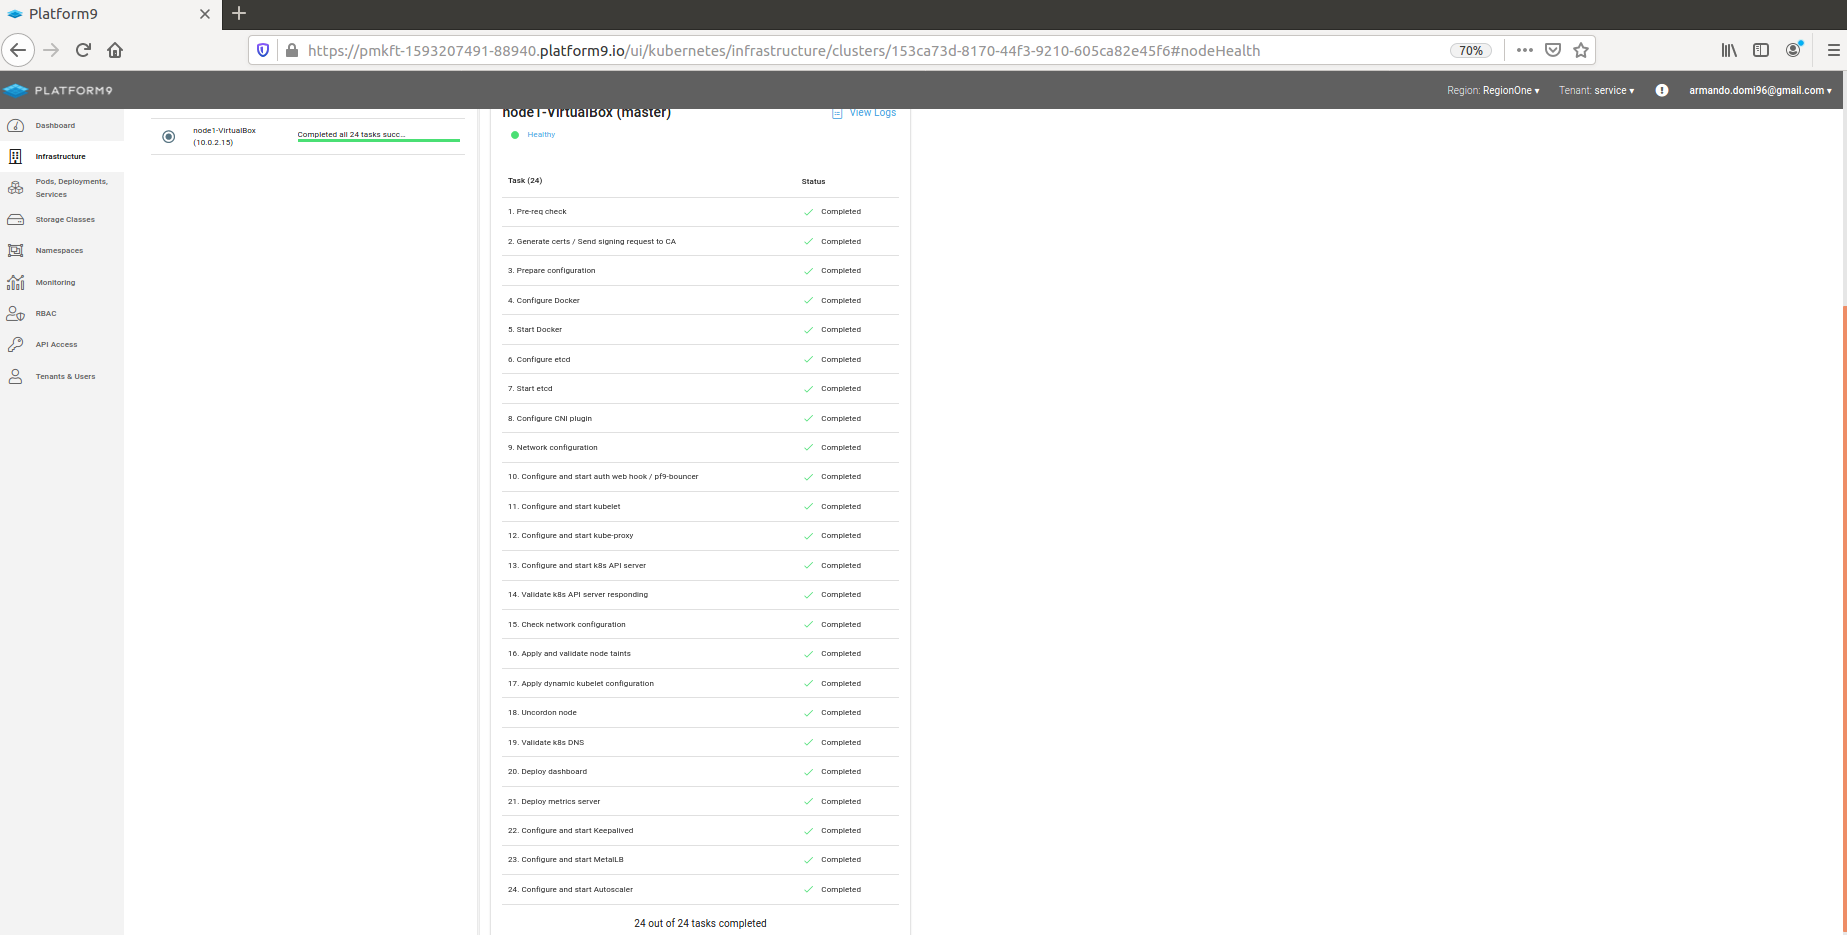 Platform9
https://pmkft-1593207491-88940.platform9.io/ui/kubernetes/infrastructure/clusters/153ca73d-8170-44f3-9210-605ca82e45f6#nodeHealth
70%
PLATFORM9
Region: RegionOne
Tenant: service
armando.domi96@gmail.com
Dashboard
Infrastructure
Pods, Deployments,
Services
Storage Classes
Namespaces
Monitoring
RBAC
API Access
Tenants & Users
node1-VirtualBox
(10.0.2.15)
Completed all 24 tasks succ...
node1-VirtualBox (master)
View Logs
Healthy
Task (24) Status
1. Pre-req check Completed
2. Generate certs / Send signing request to CA Completed
3. Prepare configuration Completed
4. Configure Docker Completed
5. Start Docker Completed
6. Configure etcd Completed
7. Start etcd Completed
8. Configure CNI plugin Completed
9. Network configuration Completed
10. Configure and start auth web hook / pf9-bouncer Completed
11. Configure and start kubelet Completed
12. Configure and start kube-proxy Completed
13. Configure and start k8s API server Completed
14. Validate k8s API server responding Completed
15. Check network configuration Completed
16. Apply and validate node taints Completed
17. Apply dynamic kubelet configuration Completed
18. Uncordon node Completed
19. Validate k8s DNS Completed
20. Deploy dashboard Completed
21. Deploy metrics server Completed
22. Configure and start Keepalived Completed
23. Configure and start MetalLB Completed
24. Configure and start Autoscaler Completed
24 out of 24 tasks completed